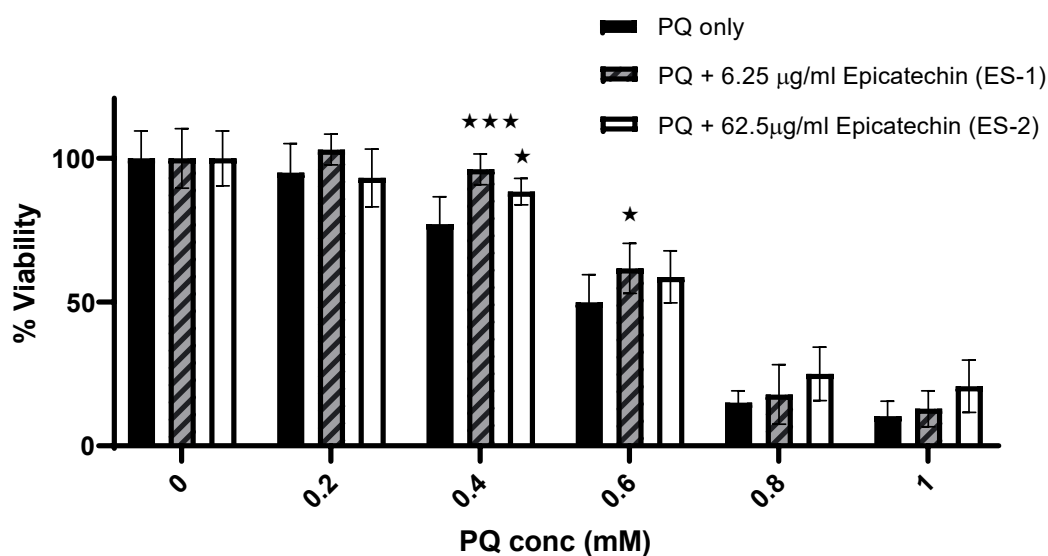 PQ only
PQ + 6.25 μg/ml Epicatechin (ES-1)
PQ + 62.5μg/ml Epicatechin (ES-2)
★★★
★
★
100
50
0
% Viability
0
0.2
0.4
0.6
0.8
1
PQ conc (mM)